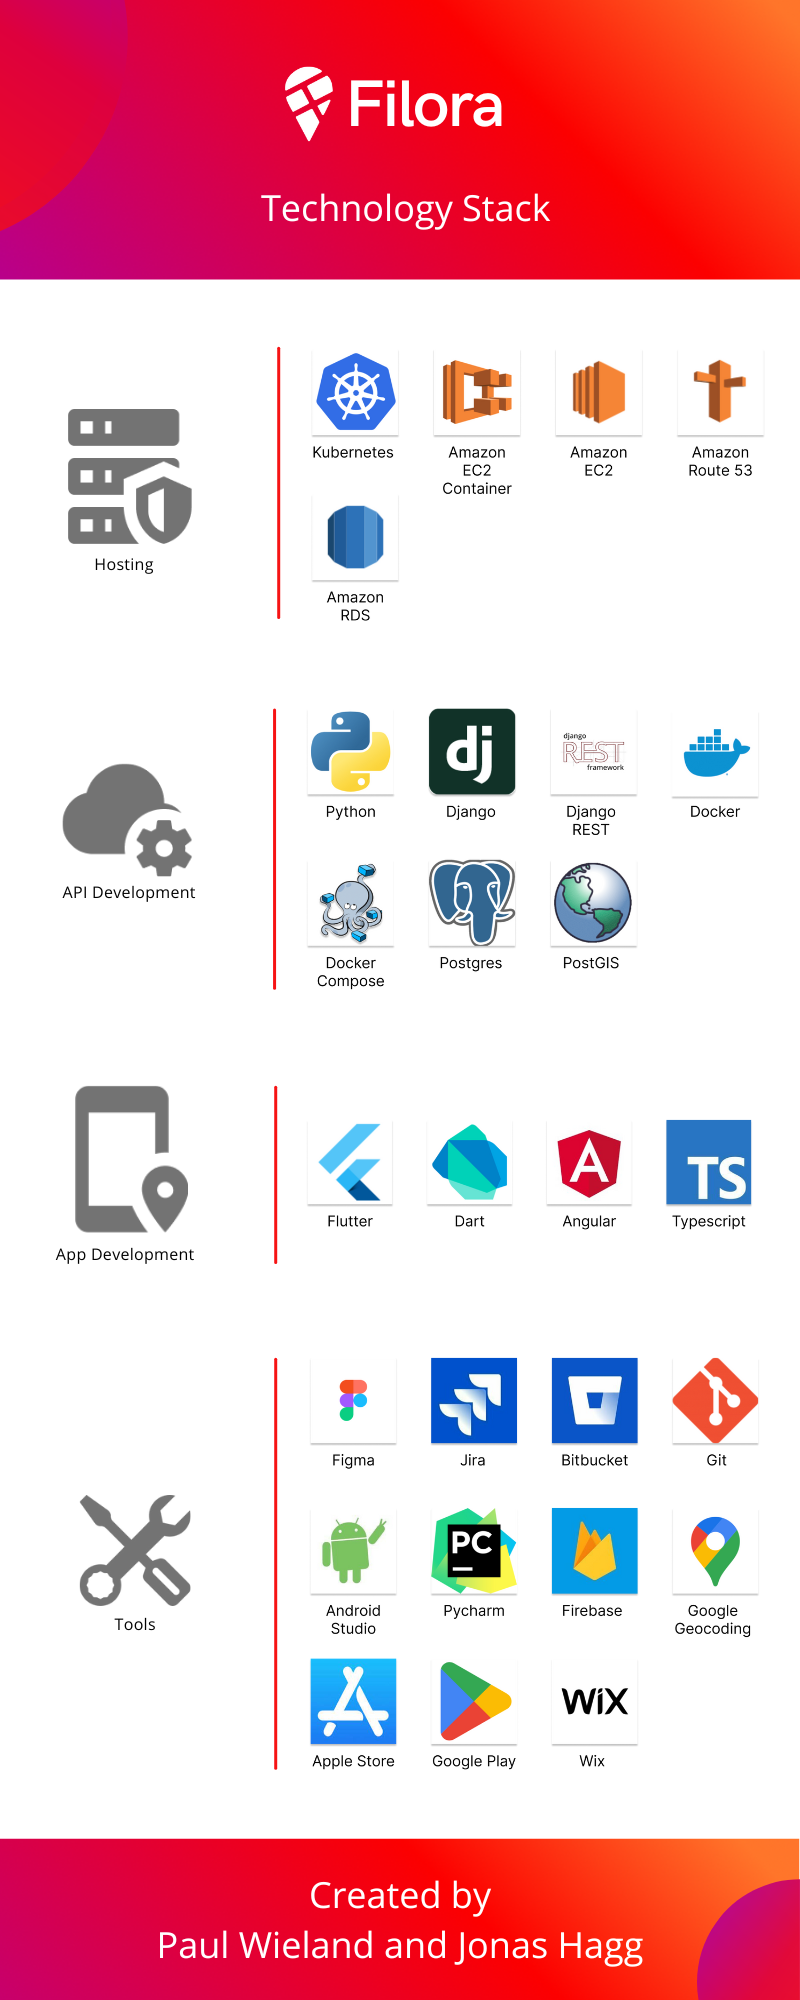 Filora
Technology Stack
Hosting
Kubernetes
Amazon
EC2
Container
Amazon
EC2
Amazon
Route 53
Amazon
RDS
API Development
Python
dj
Django
django
REST
framework
Django
REST
Docker
Docker
Compose
Postgres
PostGIS
App Development
Flutter
Dart
A
Angular
TS
Typescript
Tools
Figma
Jira
Bitbucket
Git
Android
Studio
PC
Pycharm
Firebase
Google
Geocoding
Apple Store
Google Play
WiX
Wix
Created by
Paul Wieland and Jonas Hagg